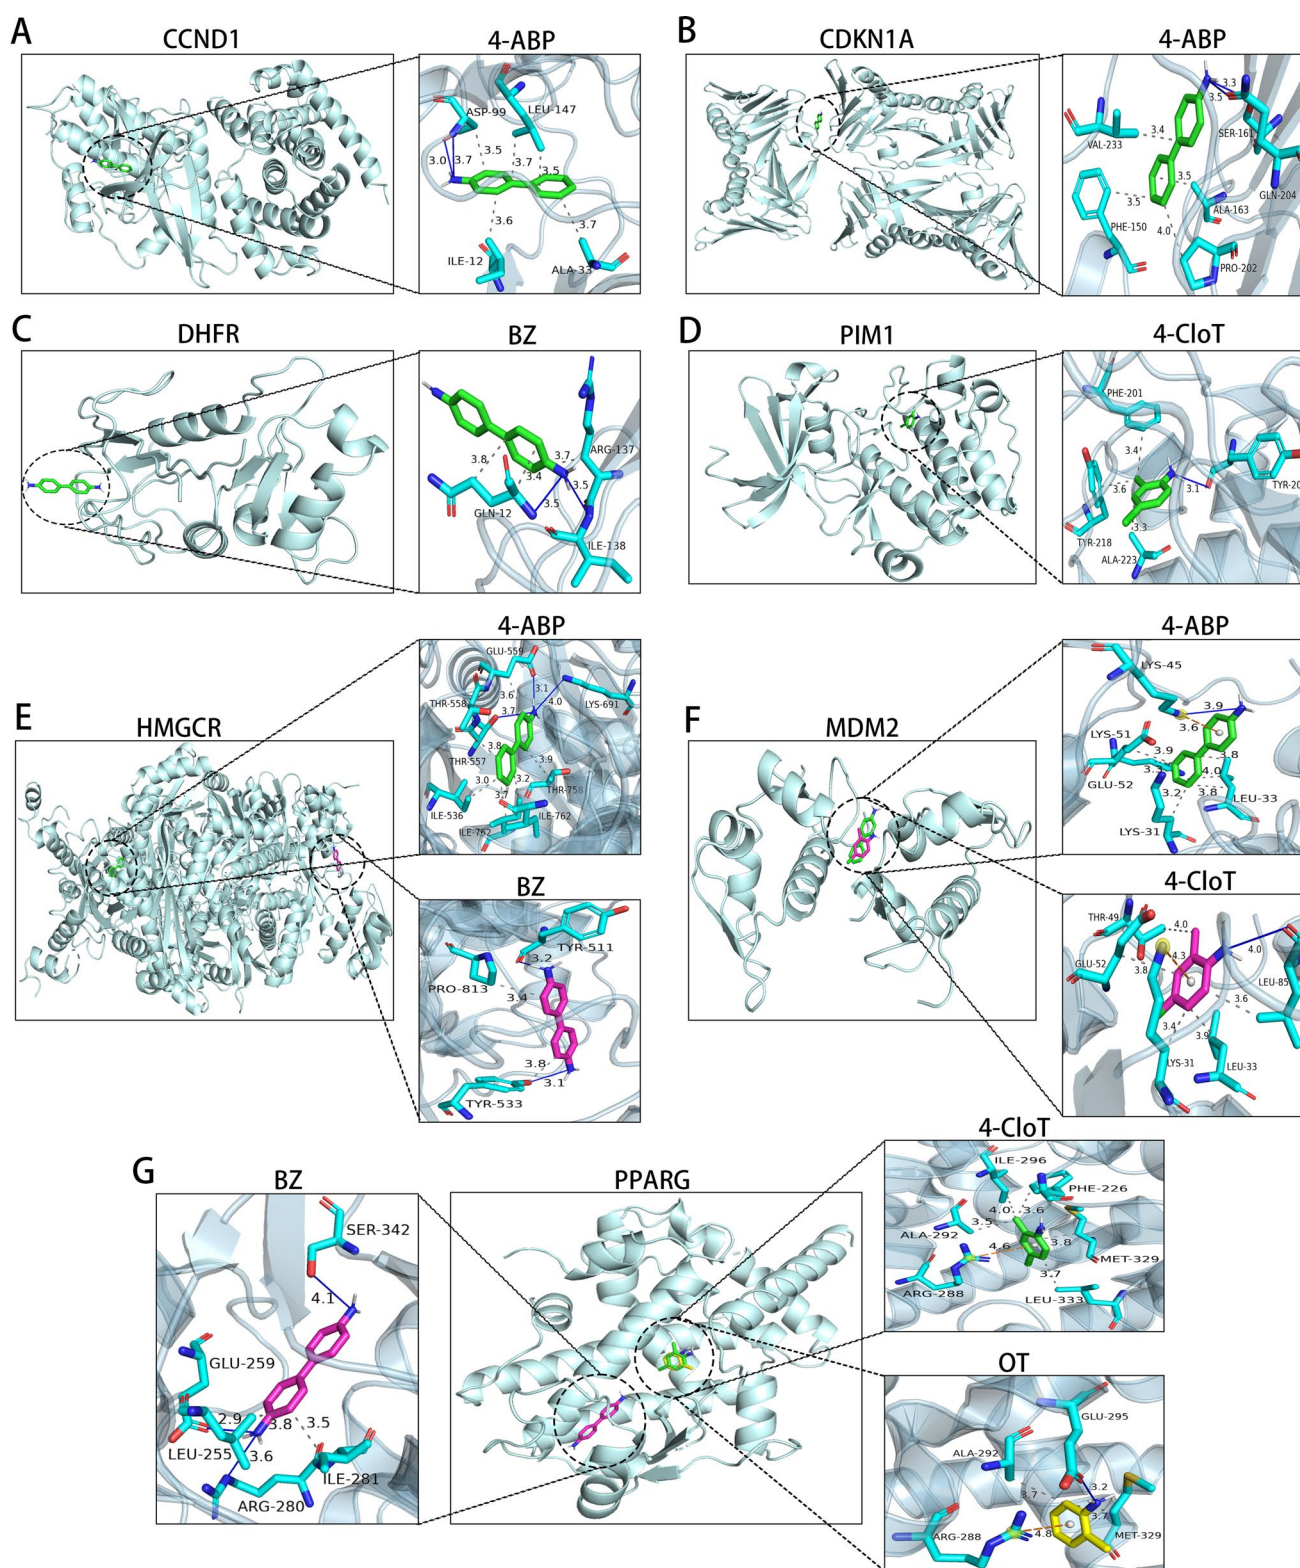 A
CCND1
4-ABP
ASP-99
LEU-147
3.0
3.7
3.5
3.7
3.5
3.6
3.7
ILE-12
ALA-33
B
CDKN1A
4-ABP
3.3
3.5
SER-161
VAL-233
3.4
3.5
GLN-204
3.5
ALA-163
PHE-150
4.0
PRO-202
C
DHFR
BZ
ARG-137
3.8
3.7
3.4
3.5
GLN-12
3.5
ILE-138
D
PIM1
4-CloT
PHE-201
3.4
3.6
3.1
TYR-20
3.3
TYR-218
ALA-223
E
HMGCR
4-ABP
GLU-559
3.1
3.6
4.0
THR-558
3.7
LYS-691
3.8
THR-557
3.9
3.0
3.2
THR-758
3.7
ILE-536
ILE-762
ILE-762
BZ
TYR-511
3.2
PRO-813
3.4
3.8
3.1
TYR-533
F
MDM2
4-ABP
LYS-45
3.9
3.6
LYS-51
3.9
3.8
3.3
4.0
GLU-52
3.2
3.8
LEU-33
LYS-31
4-CloT
THR-49
4.0
4.3
4.0
GLU-52
3.8
LEU-85
3.6
3.4
3.9
LYS-31
LEU-33
G
BZ
SER-342
4.1
GLU-259
2.9
3.8
3.5
LEU-255
3.6
ILE-281
ARG-280
PPARG
4-CloT
ILE-296
PHE-226
4.0
3.6
3.5
ALA-292
4.6
3.8
MET-329
3.7
ARG-288
LEU-333
OT
GLU-295
ALA-292
3.2
3.7
3.7
ARG-288
4.8
MET-329